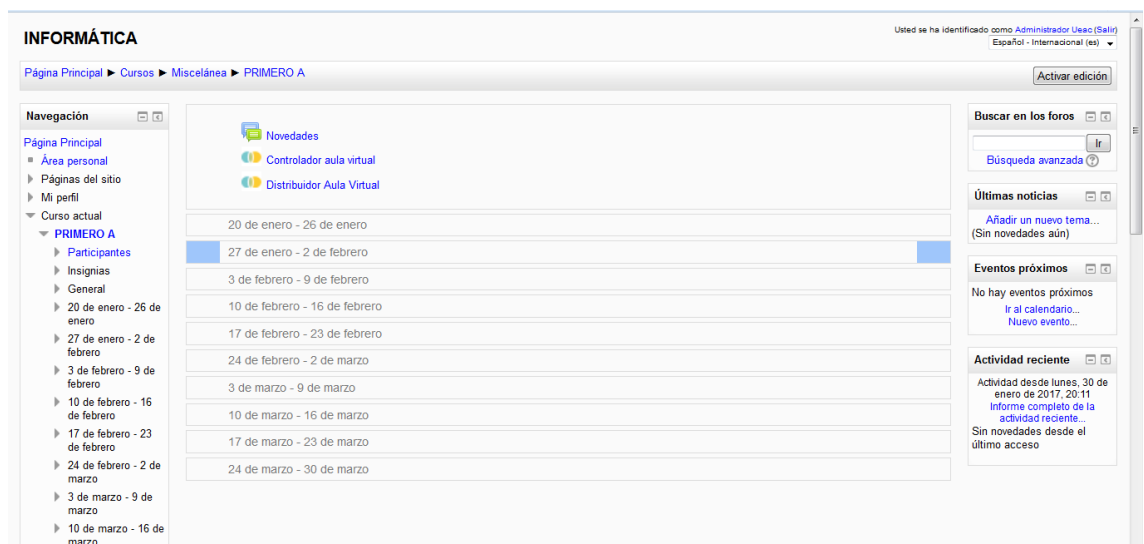 INFORMÁTICA
Usted se ha identificado como Administrador Ueac (Salir)
Español - Internacional (es)
Página Principal ► Cursos ► Miscelánea ► PRIMERO A
Activar edición
Navegación
Página Principal
Área personal
Páginas del sitio
Mi perfil
Curso actual
PRIMERO A
Participantes
Insignias
General
20 de enero - 26 de
enero
27 de enero - 2 de
febrero
3 de febrero - 9 de
febrero
10 de febrero - 16
de febrero
17 de febrero - 23
de febrero
24 de febrero - 2 de
marzo
3 de marzo - 9 de
marzo
10 de marzo - 16 de
marzo
Novedades
Controlador aula virtual
Distribuidor Aula Virtual
20 de enero - 26 de enero
27 de enero - 2 de febrero
3 de febrero - 9 de febrero
10 de febrero - 16 de febrero
17 de febrero - 23 de febrero
24 de febrero - 2 de marzo
3 de marzo - 9 de marzo
10 de marzo - 16 de marzo
17 de marzo - 23 de marzo
24 de marzo - 30 de marzo
Buscar en los foros
Ir
Búsqueda avanzada
Últimas noticias
Añadir un nuevo tema...
(Sin novedades aún)
Eventos próximos
No hay eventos próximos
Ir al calendario...
Nuevo evento...
Actividad reciente
Actividad desde lunes, 30 de
enero de 2017, 20:11
Informe completo de la
actividad reciente...
Sin novedades desde el
último acceso